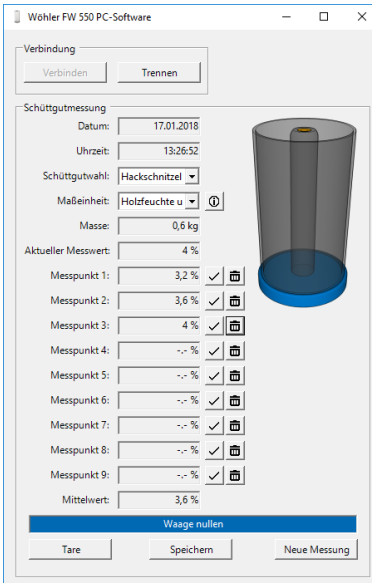 Wöhler FW 550 PC-Software
Verbindung
Verbinden Trennen
Schüttgutmessung
Datum: 17.01.2018
Uhrzeit: 13:26:52
Schüttgutwahl: Hackschnitzel
Maßeinheit: Holzfeuchte u
Masse: 0,6 kg
Aktueller Messwert: 4 %
Messpunkt 1: 3,2 %
Messpunkt 2: 3,6 %
Messpunkt 3: 4 %
Messpunkt 4: -.- %
Messpunkt 5: -.- %
Messpunkt 6: -.- %
Messpunkt 7: -.- %
Messpunkt 8: -.- %
Messpunkt 9: -.- %
Mittelwert: 3,6 %
Waage nullen
Tare Speichern Neue Messung